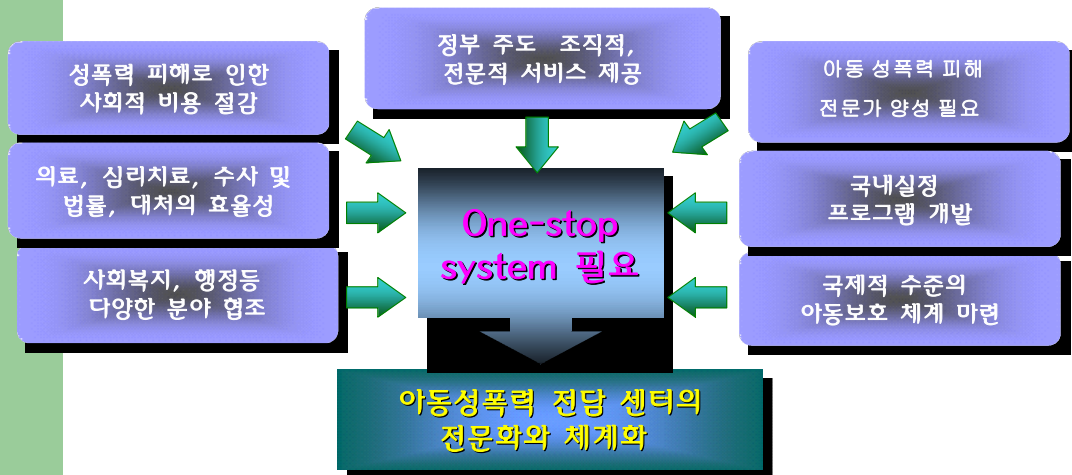 정부 주도 조직적,
전문적 서비스 제공
성폭력 피해로 인한
사회적 비용 절감
아동 성폭력 피해
전문가 양성 필요
의료, 심리치료, 수사 및
법률, 대처의 효율성
국내실정
프로그램 개발
One-stop
system 필요
사회복지, 행정등
다양한 분야 협조
국제적 수준의
아동보호 체계 마련
아동성폭력 전담 센터의
전문화와 체계화